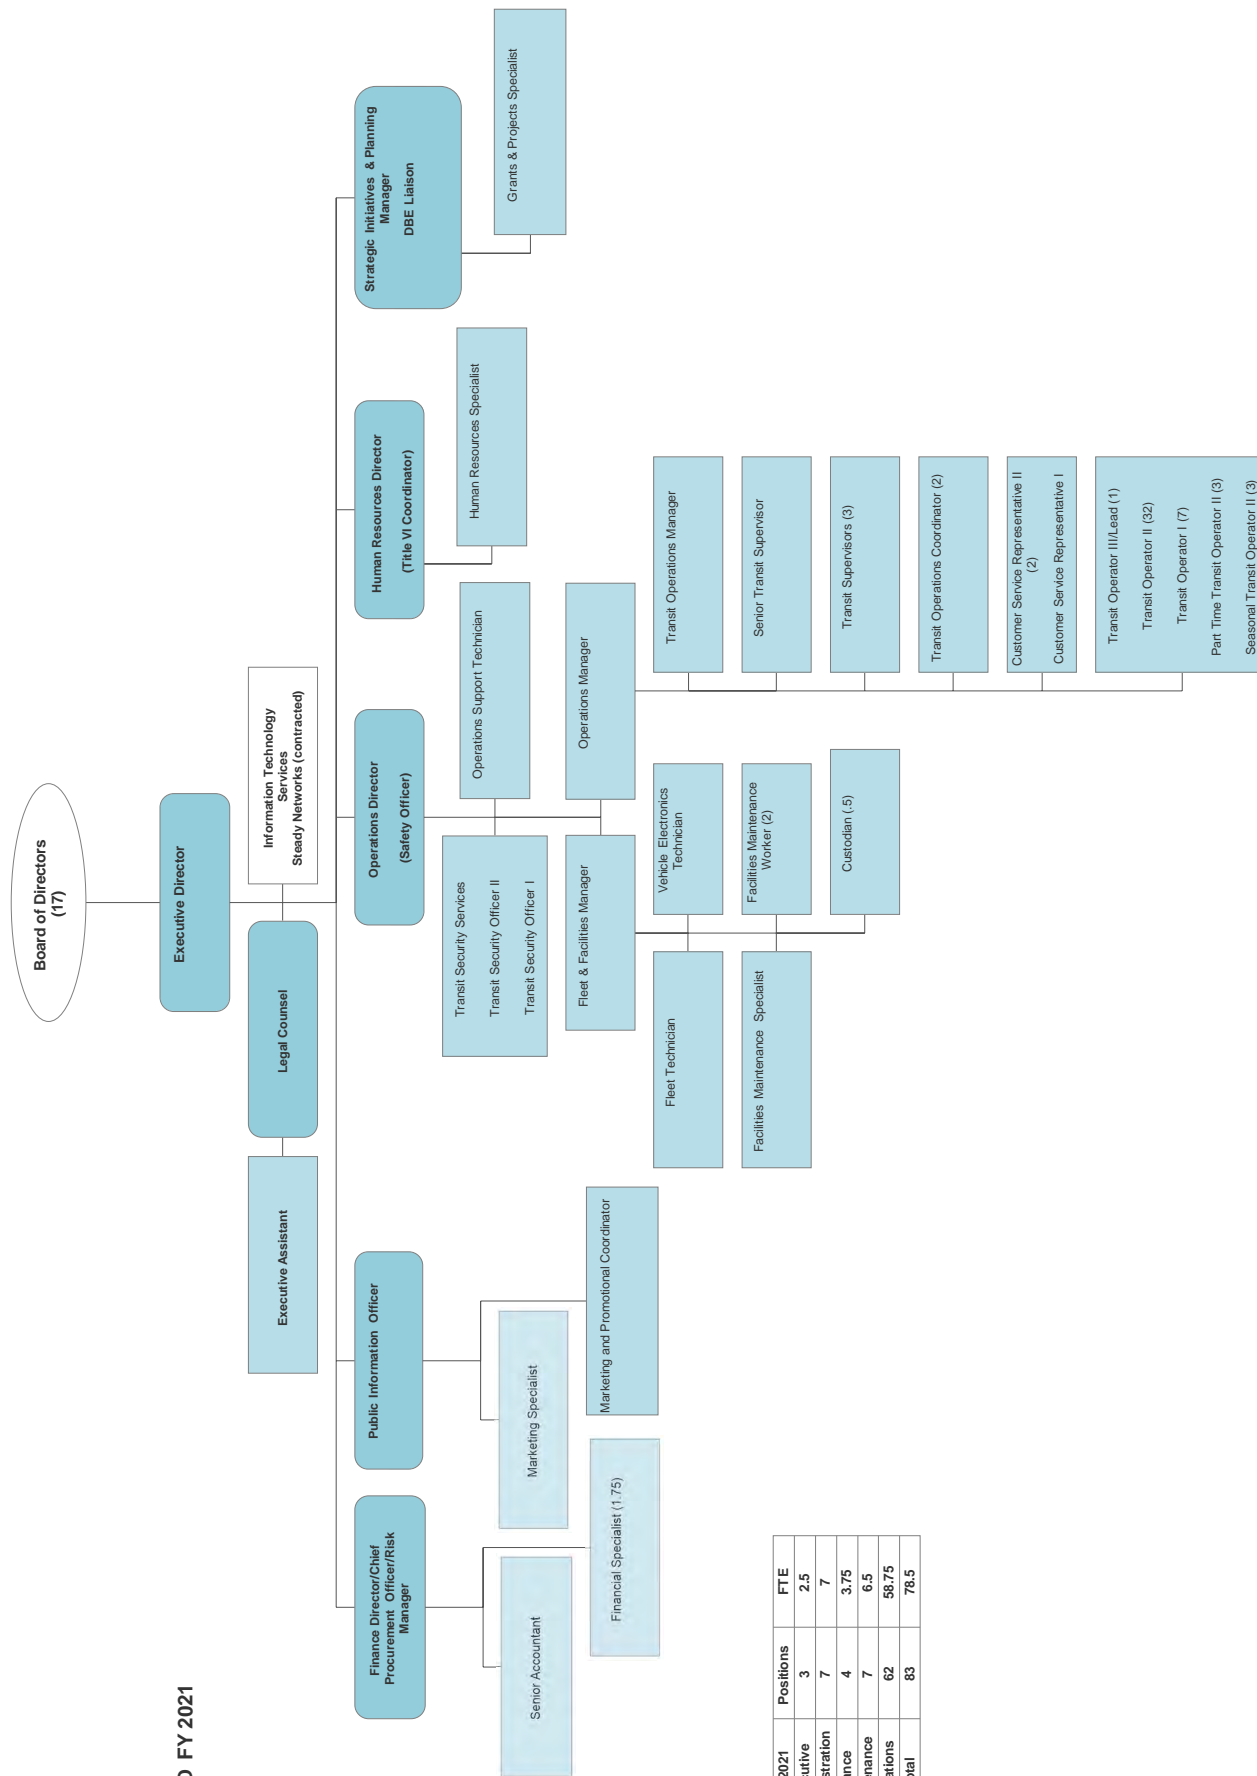 Board of Directors
(17)
Executive Director
Executive Assistant
Legal Counsel
Information Technology
Services
Steady Networks (contracted)
Finance Director/Chief
Procurement Officer/Risk
Manager
Public Information Officer
Operations Director
(Safety Officer)
Human Resources Director
(Title VI Coordinator)
Strategic Initiatives & Planning
Manager
DBE Liaison
Senior Accountant
Financial Specialist (1.75)
Marketing Specialist
Marketing and Promotional Coordinator
Transit Security Services
Transit Security Officer II
Transit Security Officer I
Operations Support Technician
Human Resources Specialist
Grants & Projects Specialist
Fleet & Facilities Manager
Operations Manager
Fleet Technician
Vehicle Electronics
Technician
Facilities Maintenance Specialist
Facilities Maintenance
Worker (2)
Custodian (.5)
Transit Operations Manager
Senior Transit Supervisor
Transit Supervisors (3)
Transit Operations Coordinator (2)
Customer Service Representative II
(2)
Customer Service Representative I
Transit Operator III/Lead (1)
Transit Operator II (32)
Transit Operator I (7)
Part Time Transit Operator II (3)
Seasonal Transit Operator II (3)
FY 2021
2021 Positions FTE
3 2.5
7 7
4 3.75
7 6.5
62 58.75
83 78.5